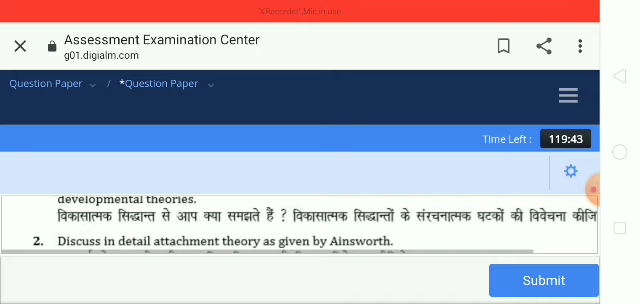 "XRecorder",Mic in use
Assessment Examination Center
g01.digialm.com
Question Paper / *Question Paper
Time Left : 119:43
developmental theories.
विकासात्मक सिद्धान्त से आप क्या समझते हैं ? विकासात्मक सिद्धान्तों के संरचनात्मक घटकों की विवेचना कीजि
2. Discuss in detail attachment theory as given by Ainsworth.
Submit